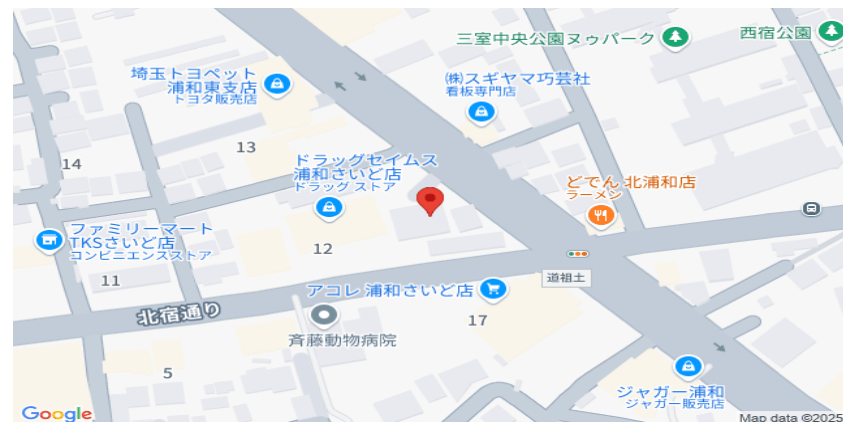 三室中央公園ヌゥパーク
西宿公園
埼玉トヨペット
浦和東支店
トヨタ販売店
㈱スギヤマ巧芸社
看板専門店
14
13
ドラッグセイムス
浦和さいど店
ドラッグ ストア
どでん 北浦和店
ラーメン
ファミリーマート
TKSさいど店
コンビニエンスストア
12
11
道祖土
アコレ 浦和さいど店
北宿通り
17
斉藤動物病院
5
ジャガー浦和
ジャガー販売店
Google
Map data ©2025